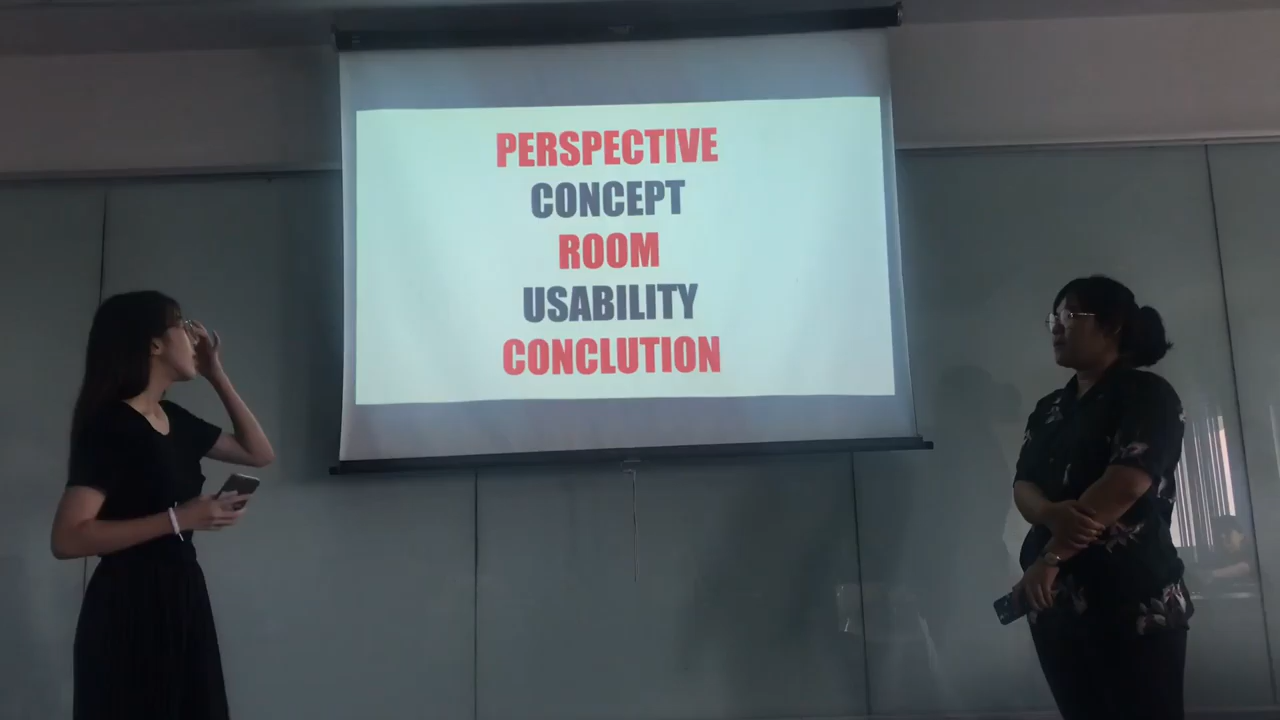 PERSPECTIVE
CONCEPT
ROOM
USABILITY
CONCLUTION